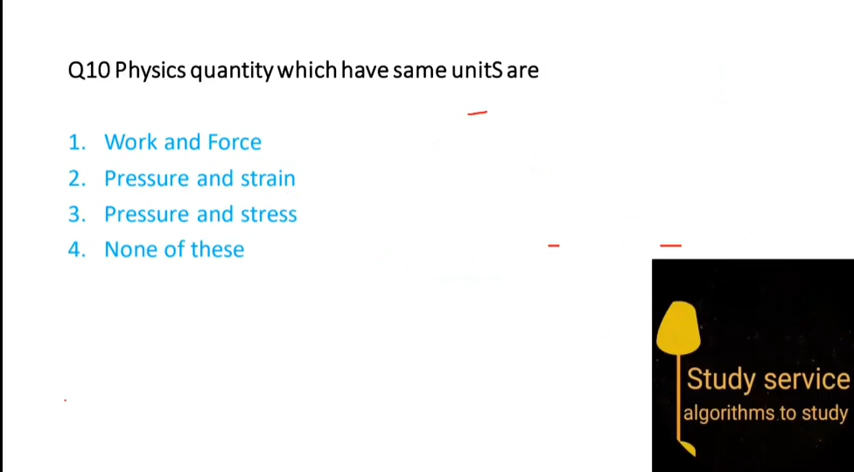 Q10 Physics quantity which have same unitS are
1. Work and Force
2. Pressure and strain
3. Pressure and stress
4. None of these
Study service
algorithms to study